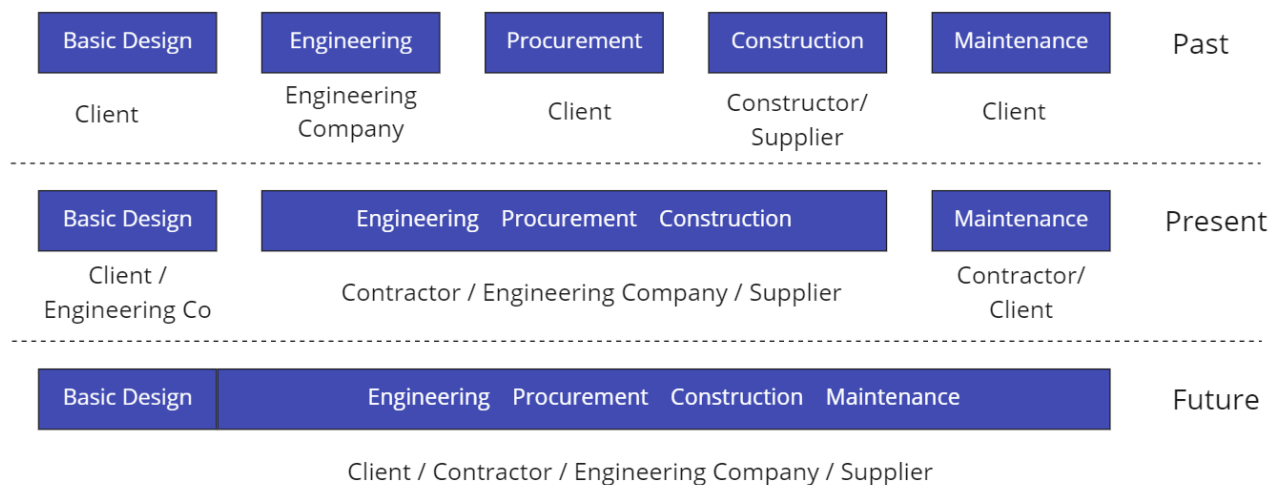 Basic Design Engineering Procurement Construction Maintenance Past
Client Engineering Company Client Constructor/ Supplier Client
Basic Design Engineering Procurement Construction Maintenance Present
Client / Engineering Co Contractor / Engineering Company / Supplier Contractor/ Client
Basic Design Engineering Procurement Construction Maintenance Future
Client / Contractor / Engineering Company / Supplier